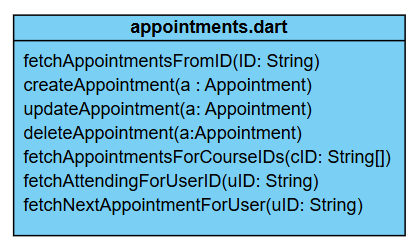 appointments.dart
fetchAppointmentsFromID(ID: String)
createAppointment(a : Appointment)
updateAppointment(a: Appointment)
deleteAppointment(a:Appointment)
fetchAppointmentsForCourseIDs(cID: String[])
fetchAttendingForUserID(uID: String)
fetchNextAppointmentForUser(uID: String)